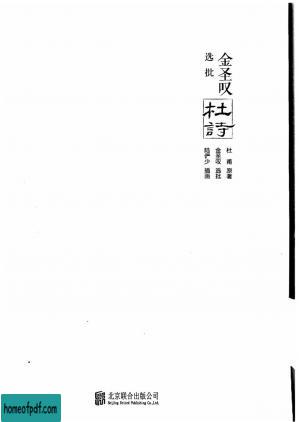 金圣叹
选批
杜詩
杜甫 原著
金圣叹 选批
陆俨少 插画
北京联合出版公司
Beijing United Publishing Co.,Ltd.
homeofpdf.com